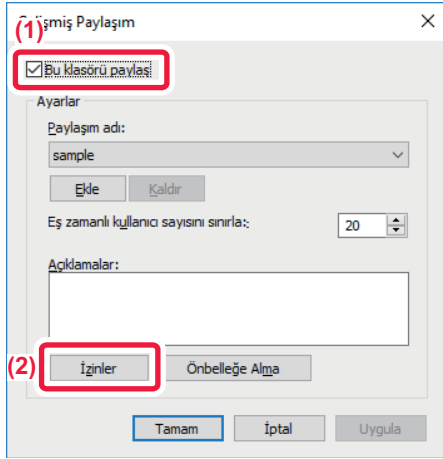 (1)
Gelişmiş Paylaşım
Bu klasörü paylaş
Ayarlar
Paylaşım adı:
sample
Ekle Kaldır
Eş zamanlı kullanıcı sayısını sınırla:: 20
Açıklamalar:
(2) İzinler Önbelleğe Alma
Tamam İptal Uygula